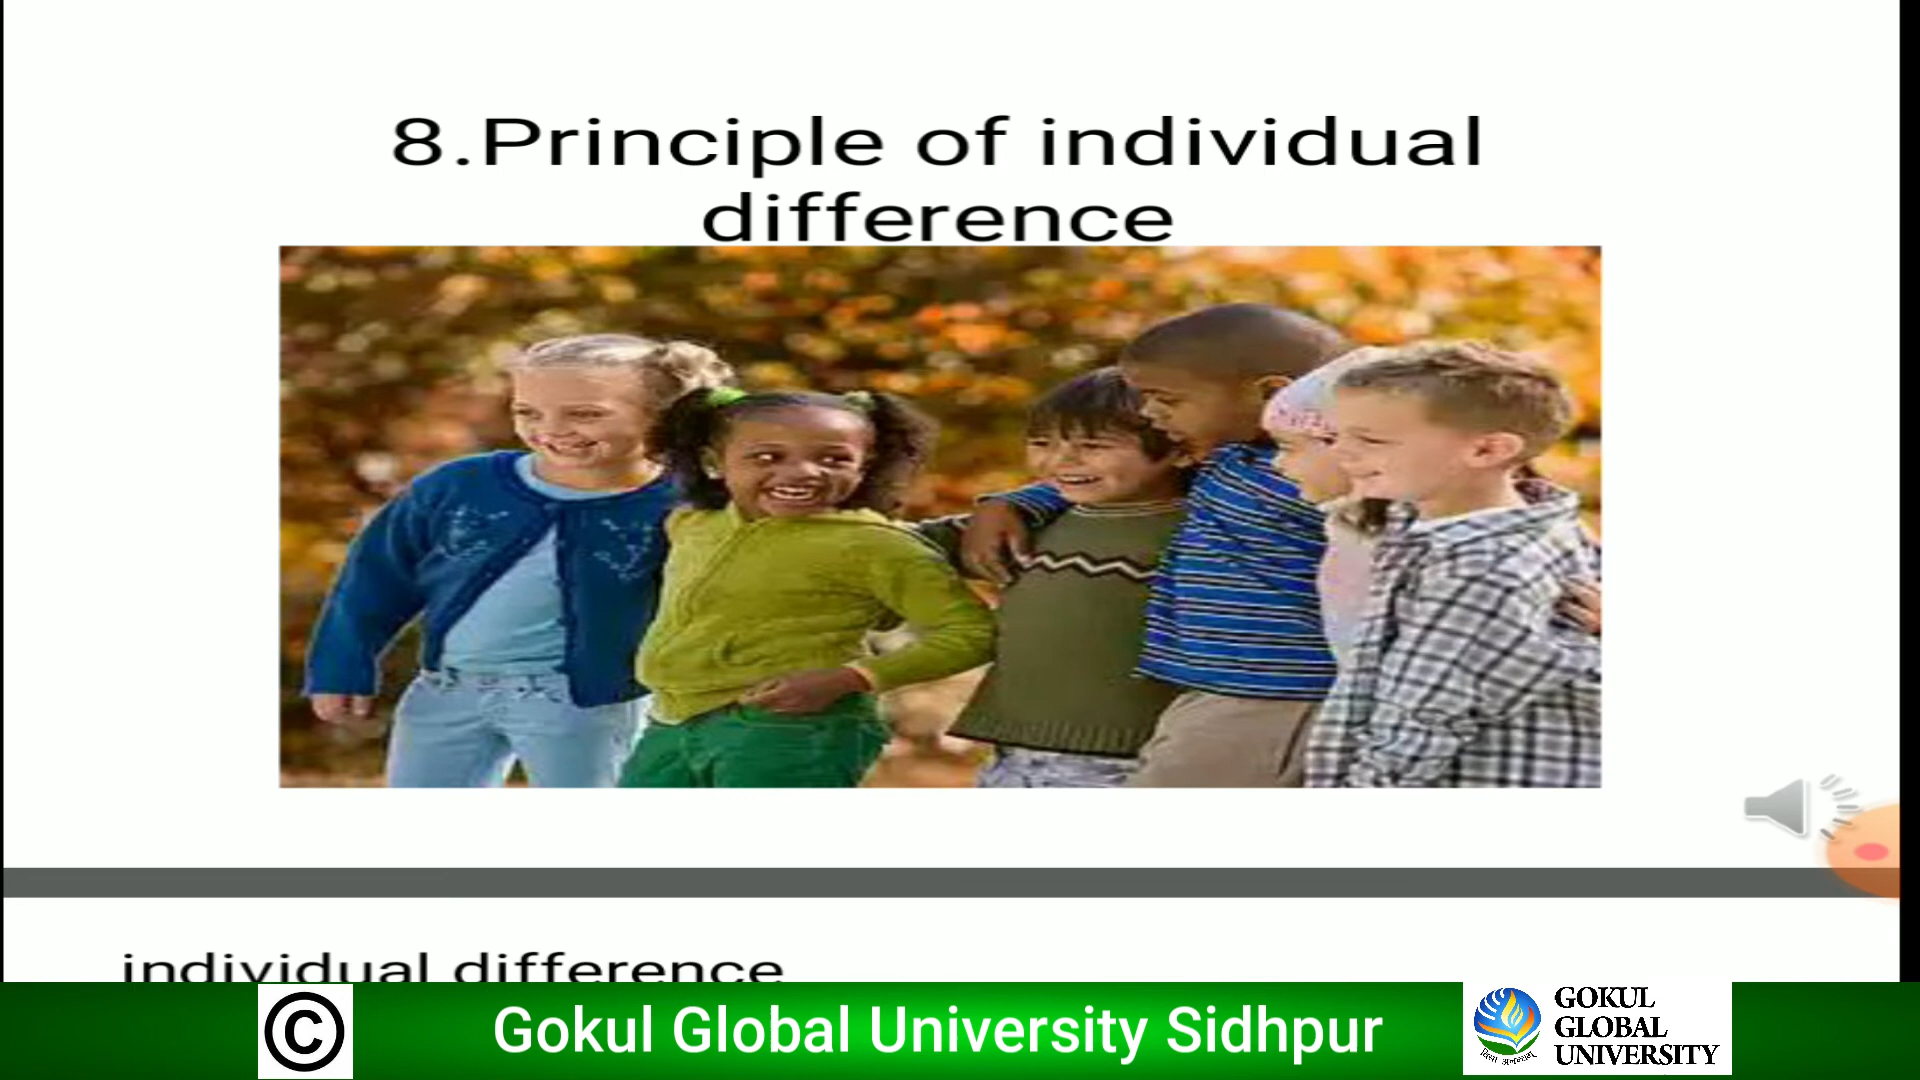 8.Principle of individual
difference
individual difference
©
Gokul Global University Sidhpur
GOKUL
GLOBAL
UNIVERSITY